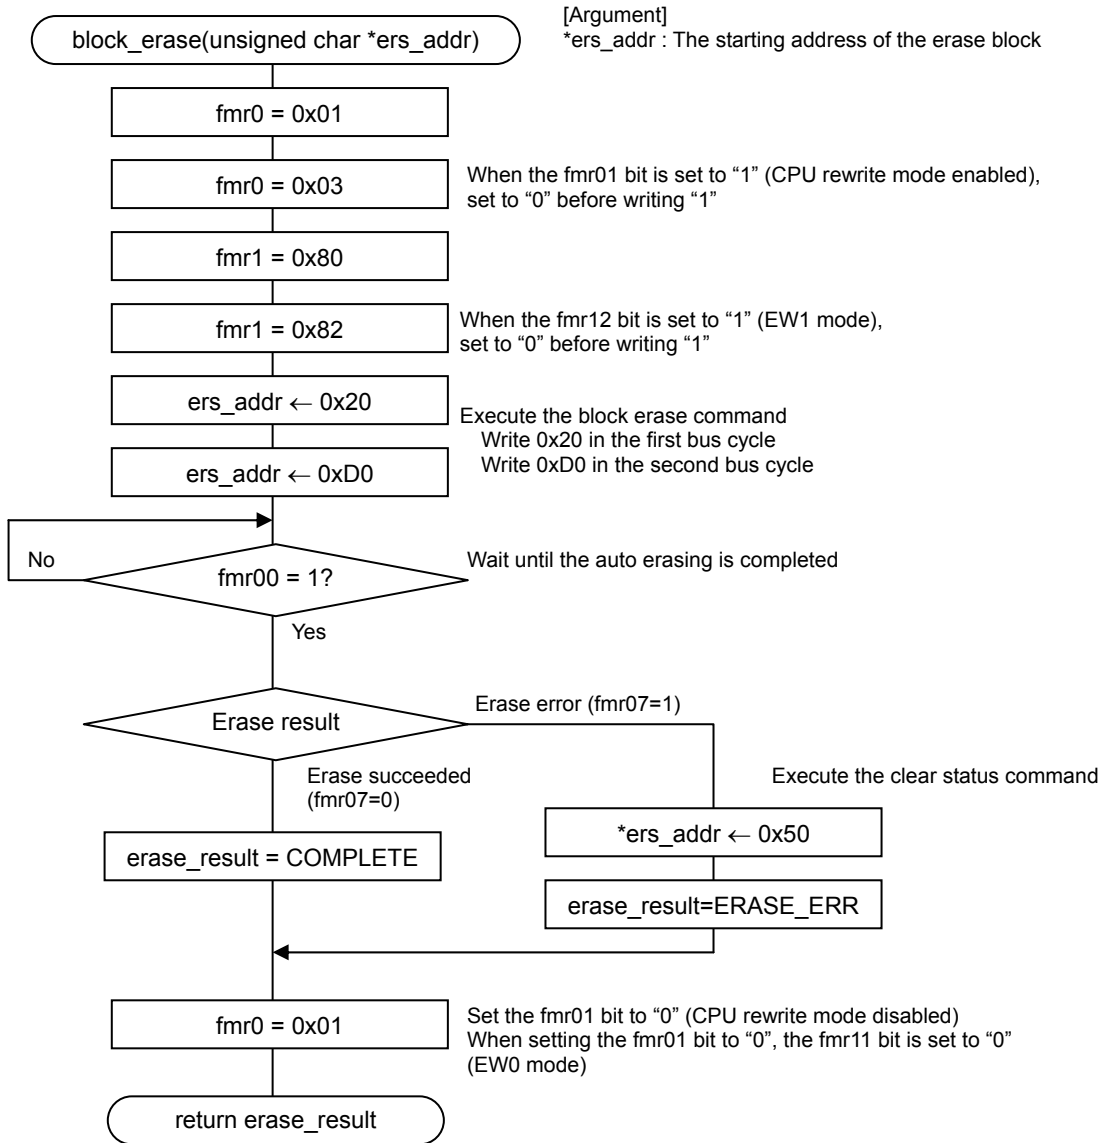 [Argument]
*ers_addr : The starting address of the erase block
block_erase(unsigned char *ers_addr)
fmr0 = 0x01
fmr0 = 0x03
When the fmr01 bit is set to “1” (CPU rewrite mode enabled),
set to “0” before writing “1”
fmr1 = 0x80
fmr1 = 0x82
When the fmr12 bit is set to “1” (EW1 mode),
set to “0” before writing “1”
ers_addr ← 0x20
Execute the block erase command
Write 0x20 in the first bus cycle
Write 0xD0 in the second bus cycle
ers_addr ← 0xD0
No
fmr00 = 1?
Wait until the auto erasing is completed
Yes
Erase result
Erase error (fmr07=1)
Erase succeeded
(fmr07=0)
Execute the clear status command
*ers_addr ← 0x50
erase_result = COMPLETE
erase_result=ERASE_ERR
fmr0 = 0x01
Set the fmr01 bit to “0” (CPU rewrite mode disabled)
When setting the fmr01 bit to “0”, the fmr11 bit is set to “0”
(EW0 mode)
return erase_result